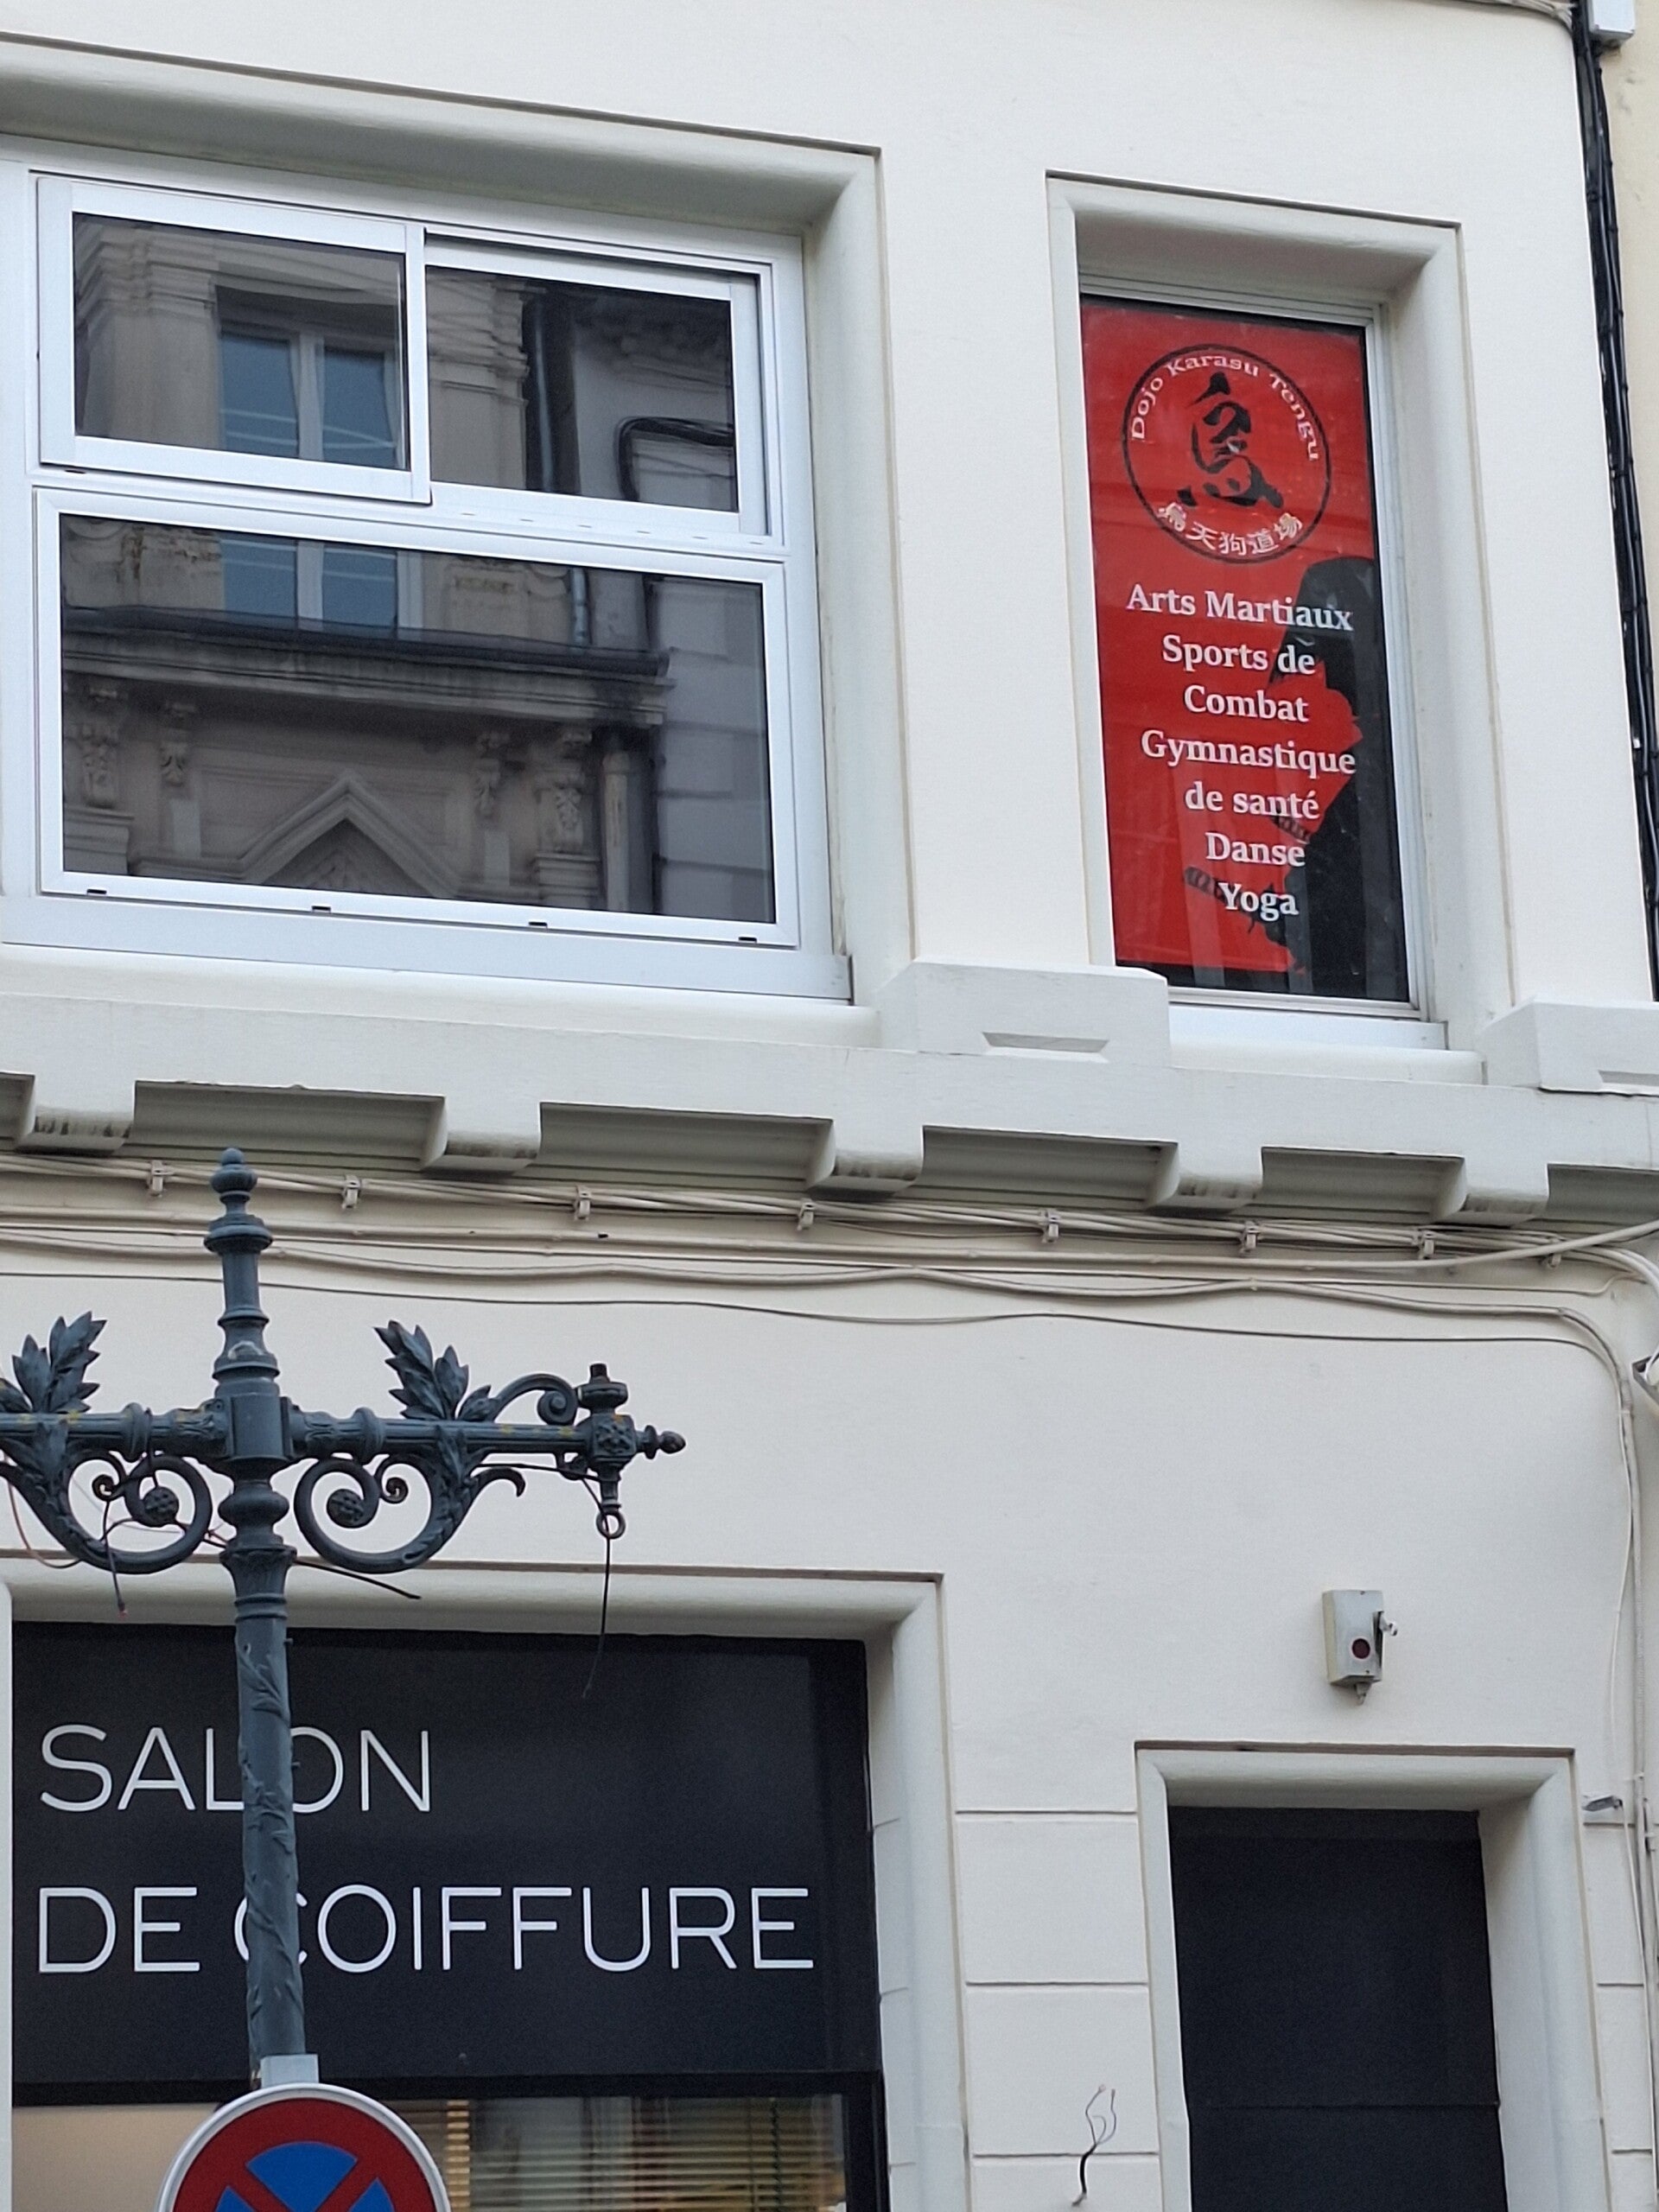 Dojo Karasu Tengu
烏
烏天狗道場
Arts Martiaux
Sports de
Combat
Gymnastique
de santé
Danse
Yoga
SALON
DE COIFFURE